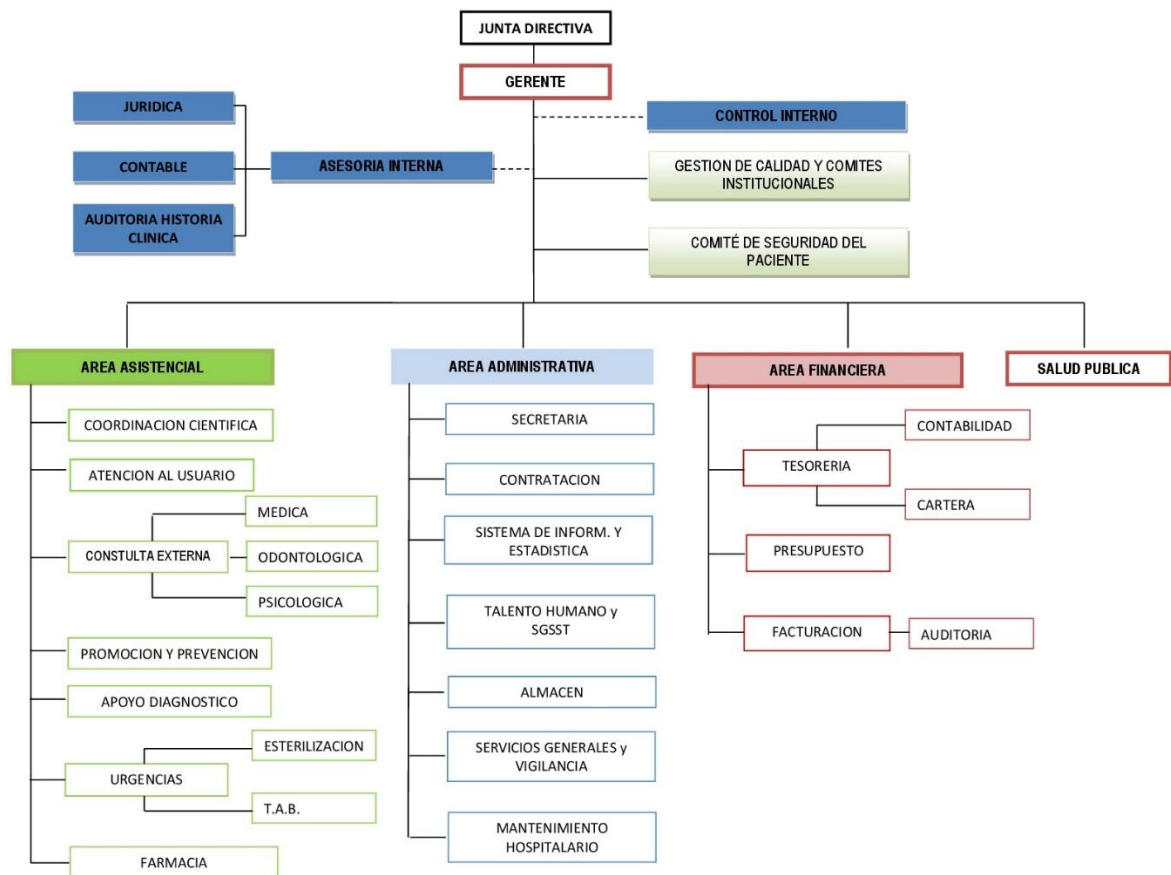 JUNTA DIRECTIVA
GERENTE
JURIDICA
CONTROL INTERNO
CONTABLE
ASESORIA INTERNA
GESTION DE CALIDAD Y COMITES
INSTITUCIONALES
AUDITORIA HISTORIA
CLINICA
COMITÉ DE SEGURIDAD DEL
PACIENTE
AREA ASISTENCIAL
AREA ADMINISTRATIVA
AREA FINANCIERA
SALUD PUBLICA
COORDINACION CIENTIFICA
ATENCION AL USUARIO
CONSTULTA EXTERNA
MEDICA
ODONTOLOGICA
PSICOLOGICA
PROMOCION Y PREVENCION
APOYO DIAGNOSTICO
URGENCIAS
ESTERILIZACION
T.A.B.
FARMACIA
SECRETARIA
CONTRATACION
SISTEMA DE INFORM. Y
ESTADISTICA
TALENTO HUMANO y
SGSST
ALMACEN
SERVICIOS GENERALES y
VIGILANCIA
MANTENIMIENTO
HOSPITALARIO
TESORERIA
CONTABILIDAD
CARTERA
PRESUPUESTO
FACTURACION
AUDITORIA